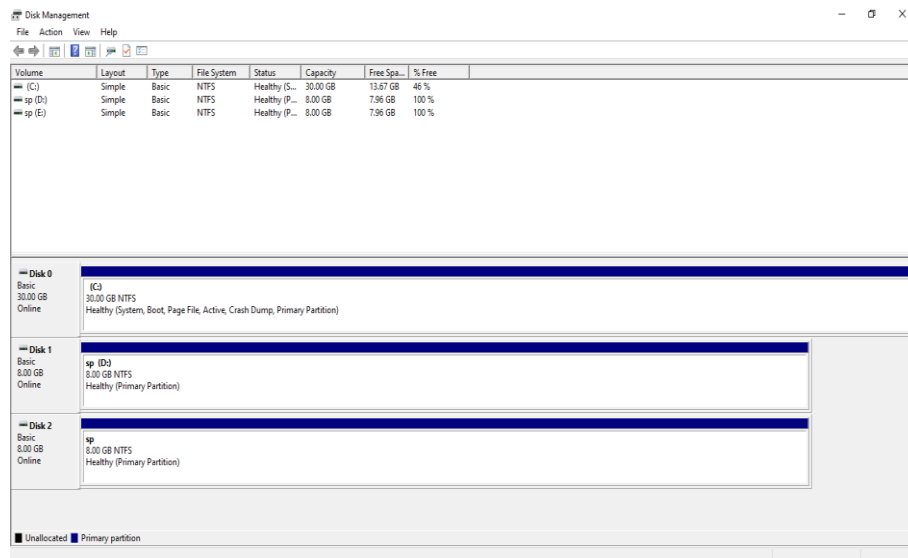 Disk Management
File Action View Help
Volume Layout Type File System Status Capacity Free Spa... % Free
(C:) Simple Basic NTFS Healthy (S... 30.00 GB 13.67 GB 46 %
sp (D:) Simple Basic NTFS Healthy (P... 8.00 GB 7.96 GB 100 %
sp (E:) Simple Basic NTFS Healthy (P... 8.00 GB 7.96 GB 100 %
Disk 0
Basic
30.00 GB
Online
(C:)
30.00 GB NTFS
Healthy (System, Boot, Page File, Active, Crash Dump, Primary Partition)
Disk 1
Basic
8.00 GB
Online
sp (D:)
8.00 GB NTFS
Healthy (Primary Partition)
Disk 2
Basic
8.00 GB
Online
sp
8.00 GB NTFS
Healthy (Primary Partition)
Unallocated Primary partition